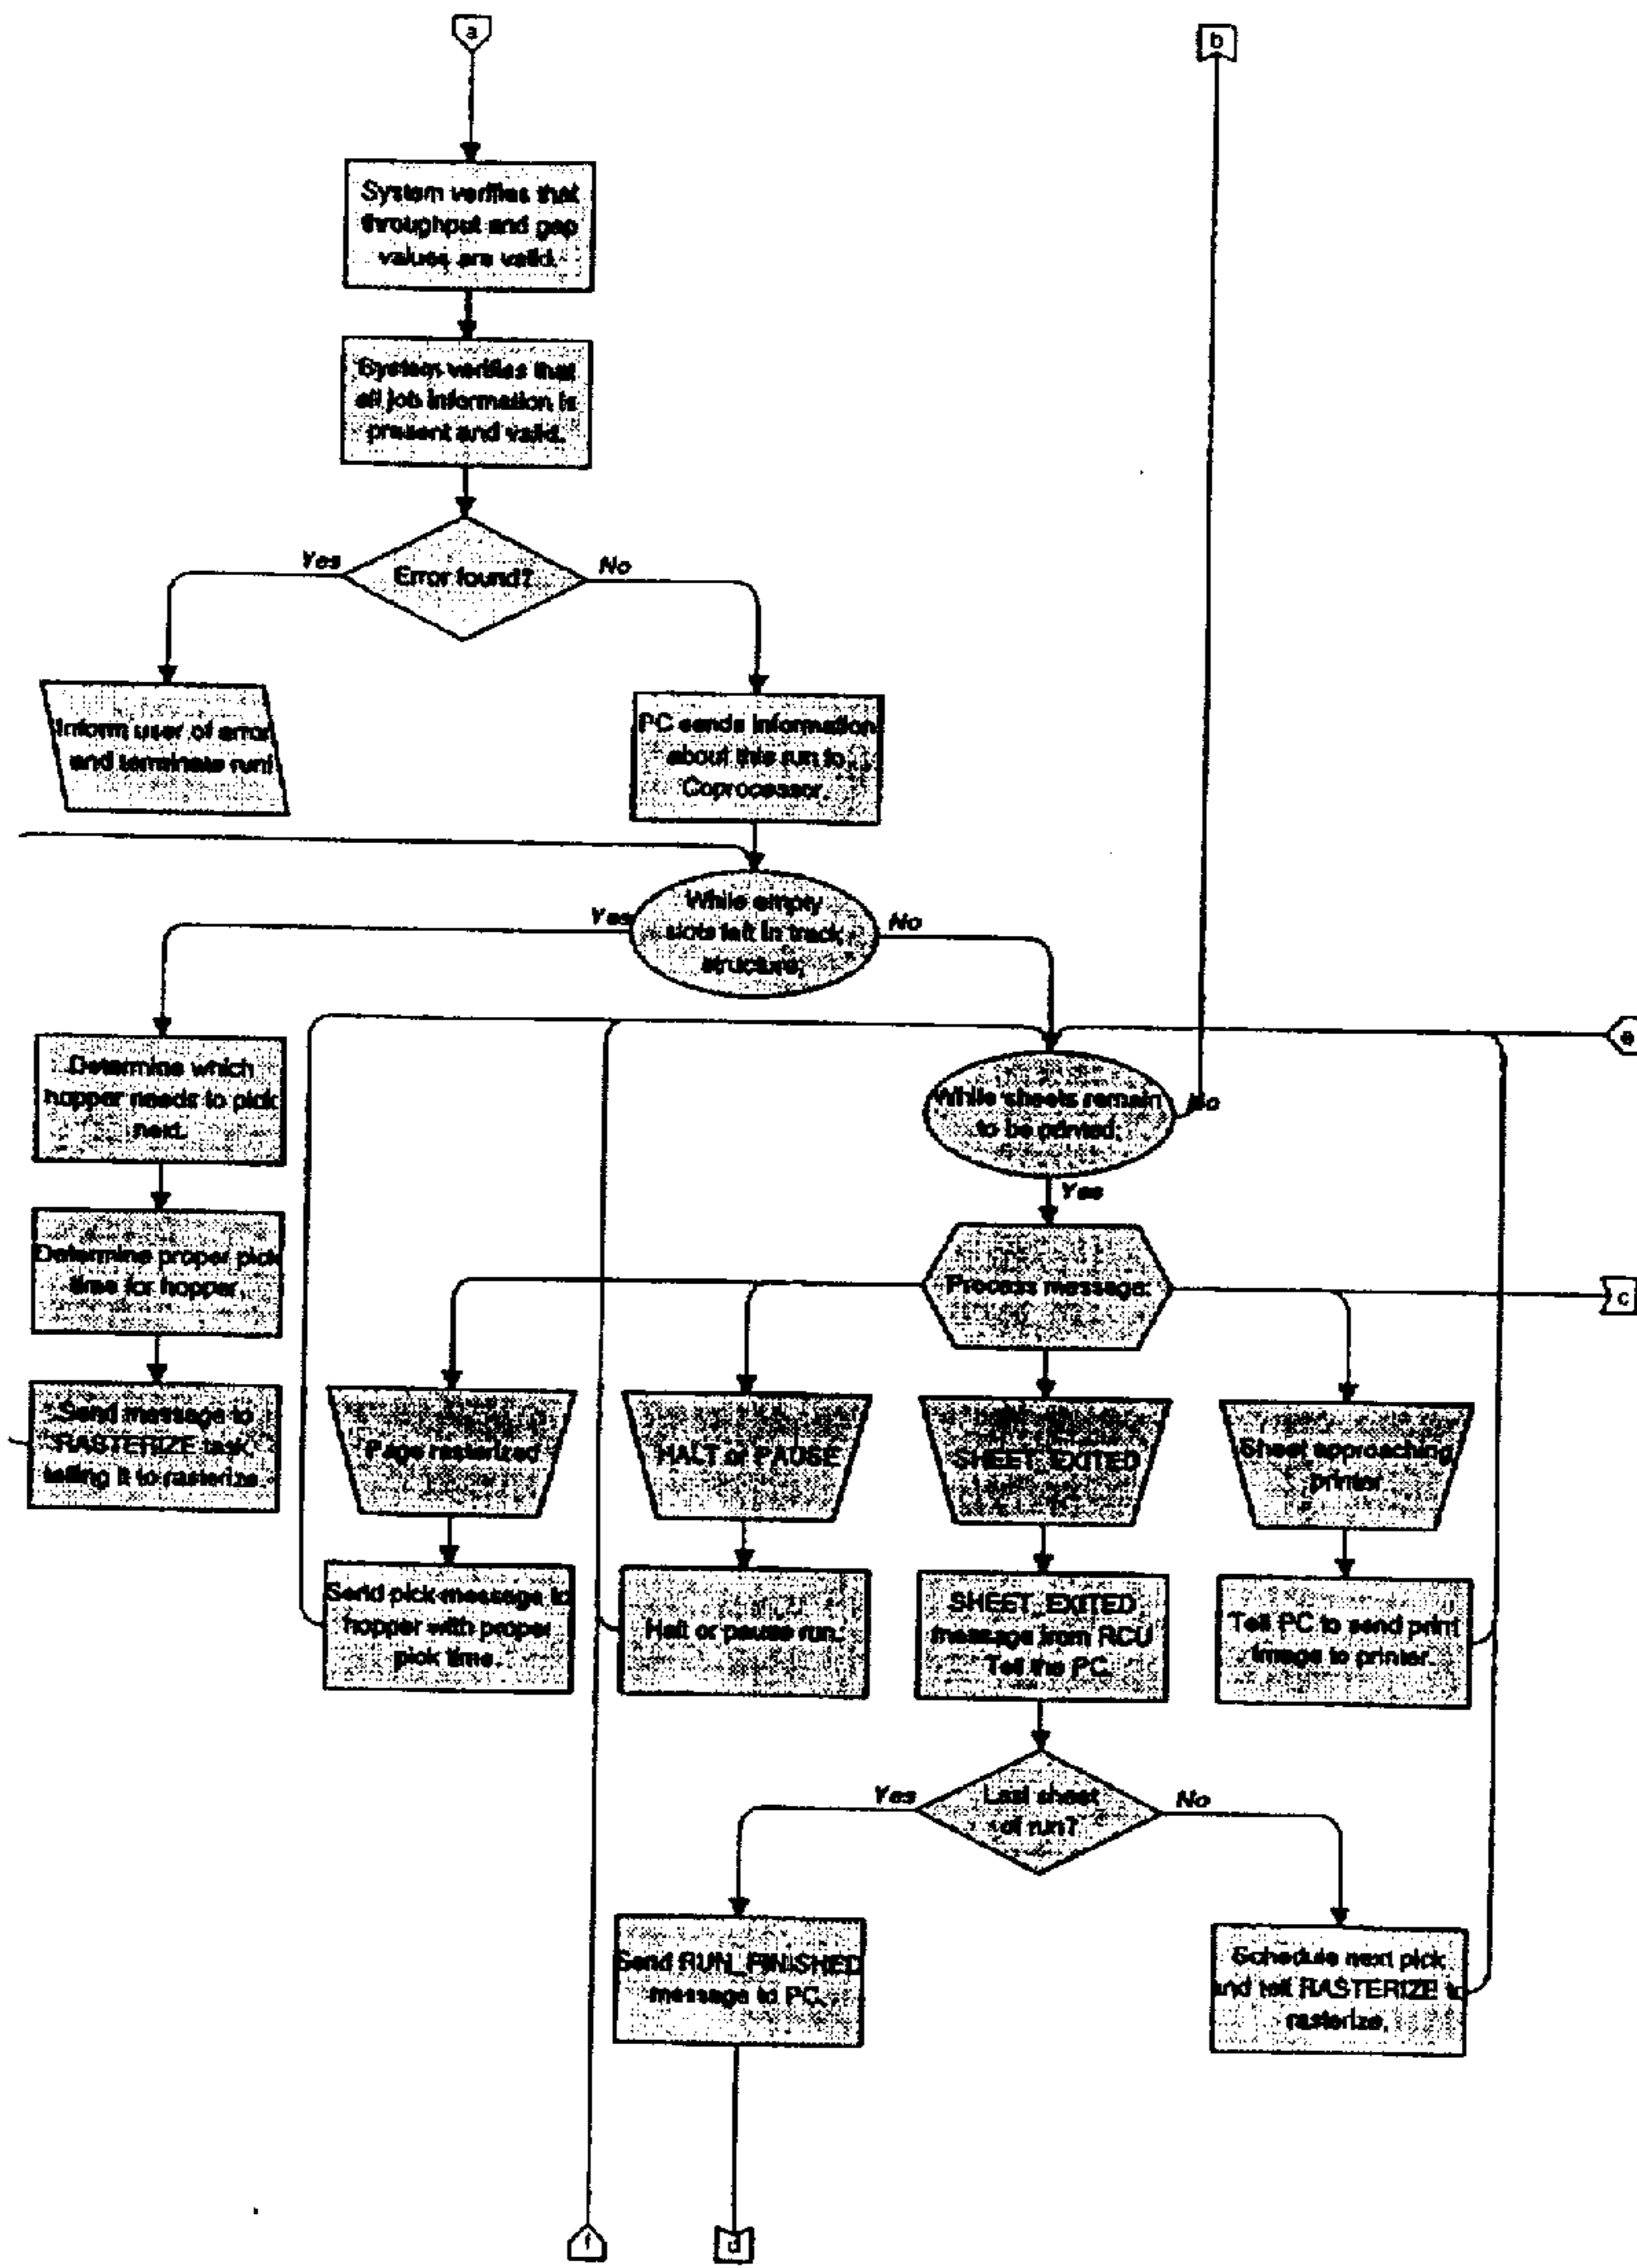 a
b
System verifies that
throughput and gap
values are valid.
System verifies that
all job information is
present and valid.
Error found?
Yes
No
Inform user of error
and terminate run!
PC sends information
about this run to
Coprocessor.
While empty
slots left in track
structure;
Yes
No
e
Determine which
hopper needs to pick
next.
While sheets remain
to be printed;
No
Yes
Determine proper pick
time for hopper.
Process message:
c
Send message to
RASTERIZE task
telling it to rasterize
Page rasterized
HALT or PAUSE
SHEET_EXITED
Sheet approaching
printer
Send pick message to
hopper with proper
pick time.
Halt or pause run.
SHEET_EXITED
message from RCU
Tell the PC.
Tell PC to send print
image to printer.
Last sheet
of run?
Yes
No
Send RUN_FINISHED
message to PC.
Schedule next pick
and tell RASTERIZE to
rasterize.
f
d